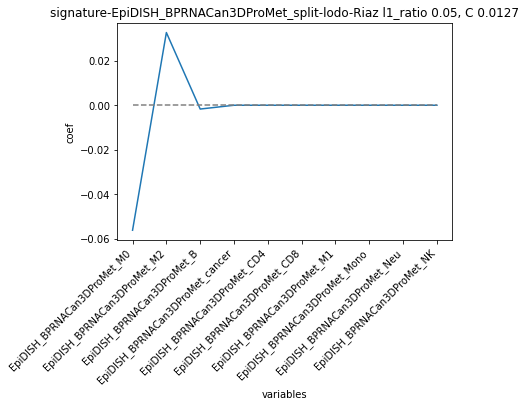 signature-EpiDISH_BPRNACan3DProMet_split-lodo-Riaz l1_ratio 0.05, C 0.0127
0.02
0.00
−0.02
−0.04
−0.06
coef
EpiDISH_BPRNACan3DProMet_M0
EpiDISH_BPRNACan3DProMet_M2
EpiDISH_BPRNACan3DProMet_B
EpiDISH_BPRNACan3DProMet_cancer
EpiDISH_BPRNACan3DProMet_CD4
EpiDISH_BPRNACan3DProMet_CD8
EpiDISH_BPRNACan3DProMet_M1
EpiDISH_BPRNACan3DProMet_Mono
EpiDISH_BPRNACan3DProMet_Neu
EpiDISH_BPRNACan3DProMet_NK
variables